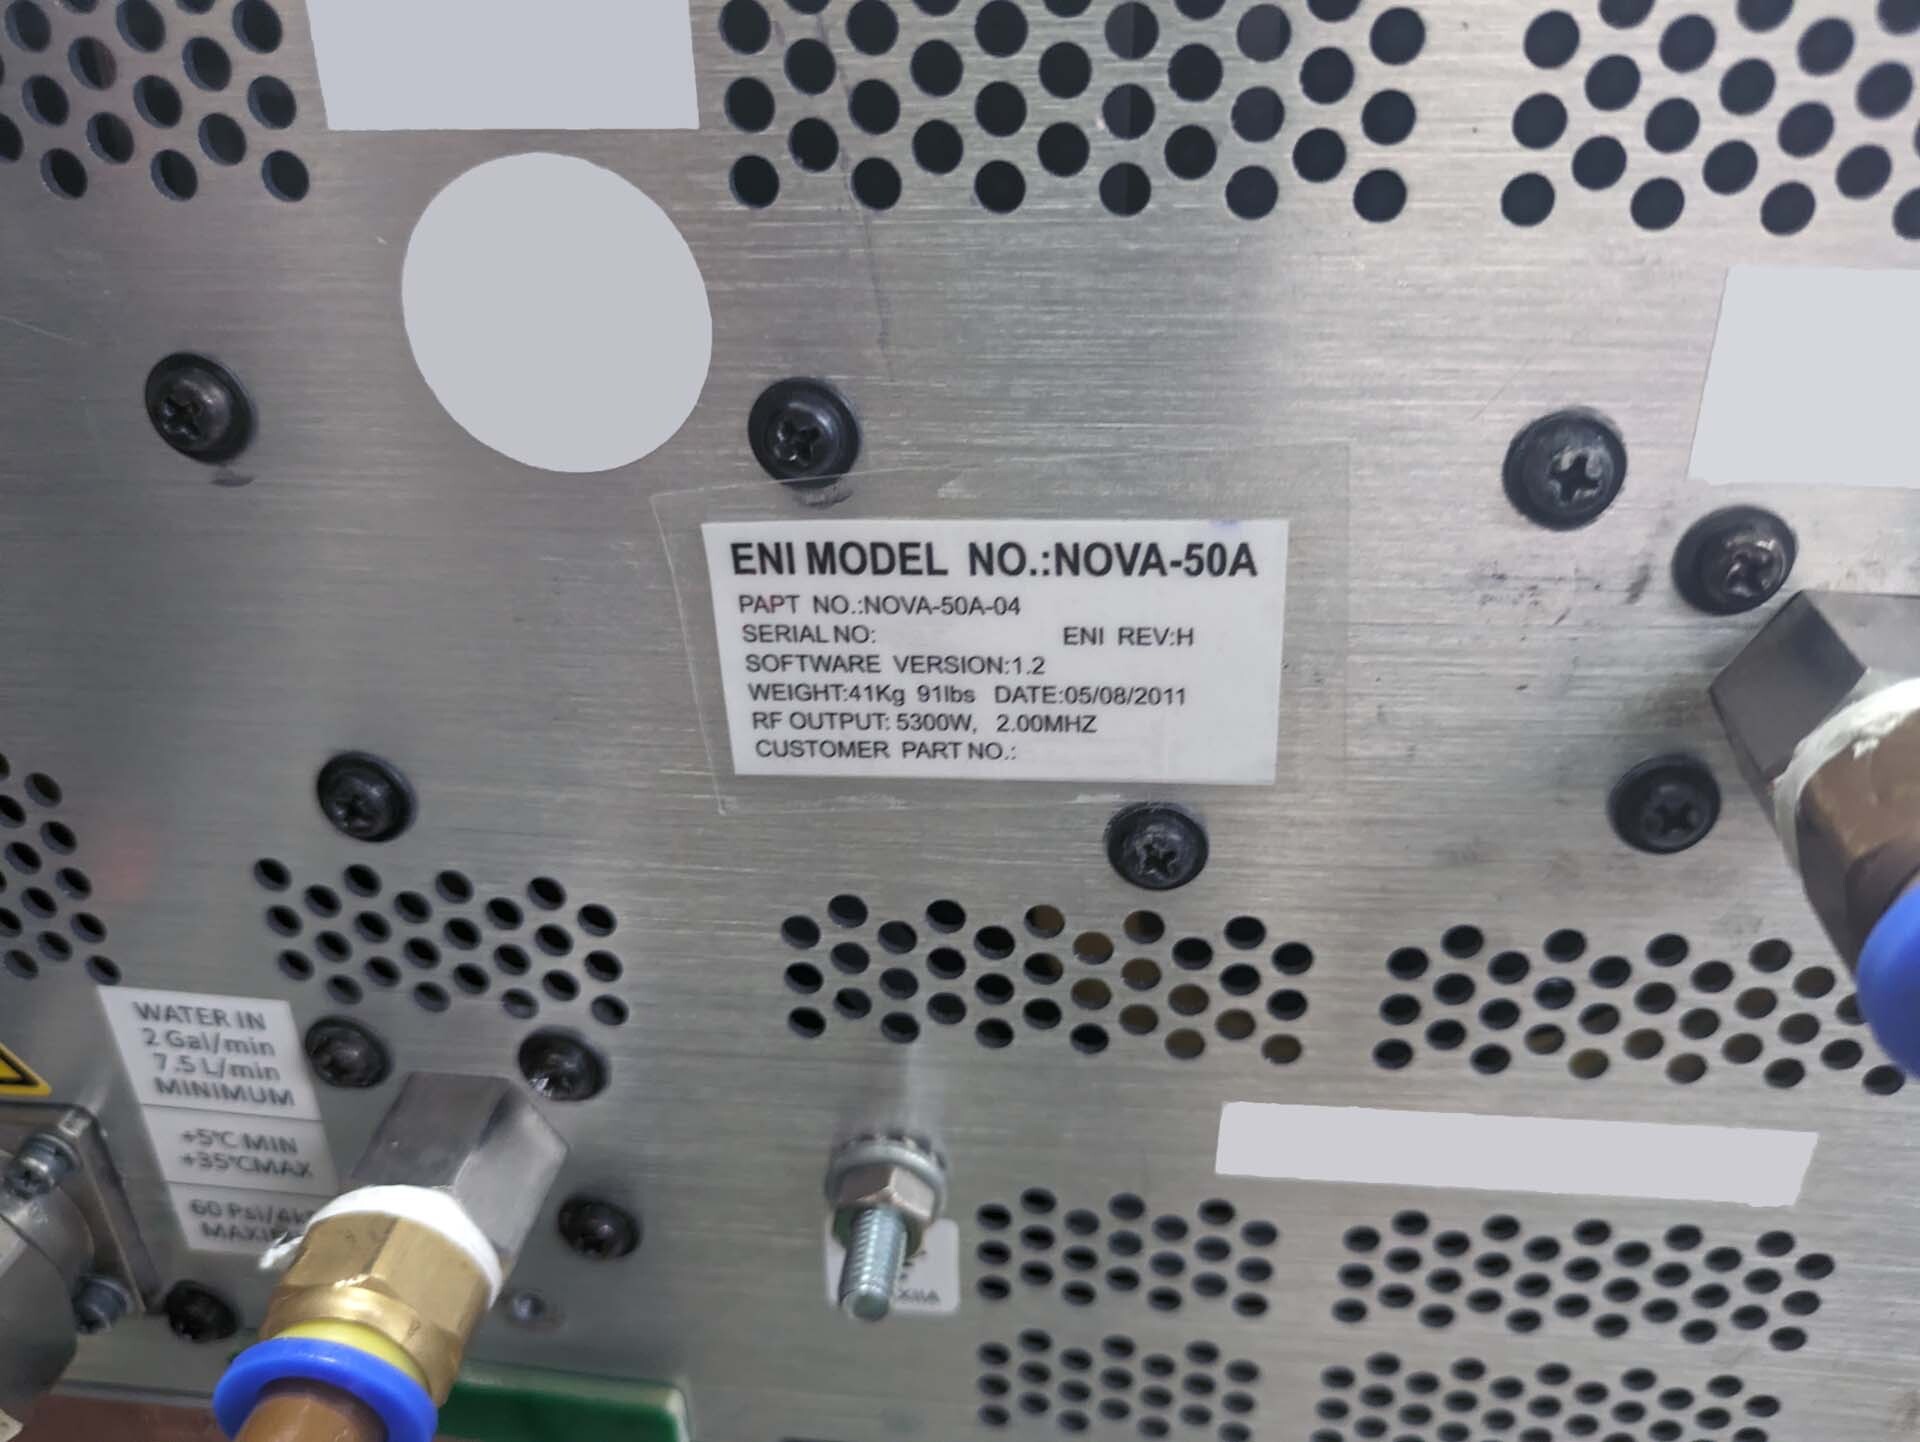 ENI MODEL NO.:NOVA-50A
PAPT NO.:NOVA-50A-04
SERIAL NO: ENI REV:H
SOFTWARE VERSION:1.2
WEIGHT:41Kg 91lbs DATE:05/08/2011
RF OUTPUT: 5300W, 2.00MHZ
CUSTOMER PART NO.:
WATER IN
2 Gal/min
7.5 L/min
MINIMUM
+5°C MIN
+35°CMAX
60 Psi/